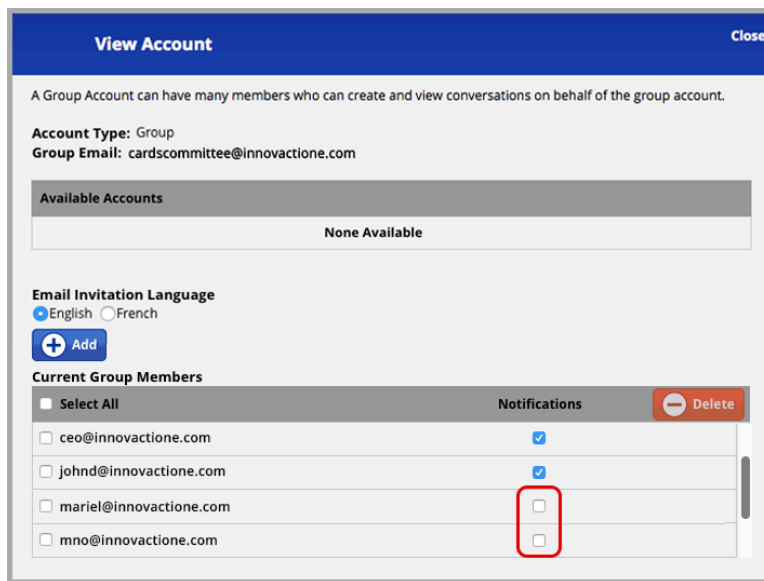 View Account
Close
A Group Account can have many members who can create and view conversations on behalf of the group account.
Account Type: Group
Group Email: cardscommittee@innovactione.com
Available Accounts
None Available
Email Invitation Language
English French
Add
Current Group Members
Select All Notifications Delete
ceo@innovactione.com
johnd@innovactione.com
mariel@innovactione.com
mno@innovactione.com